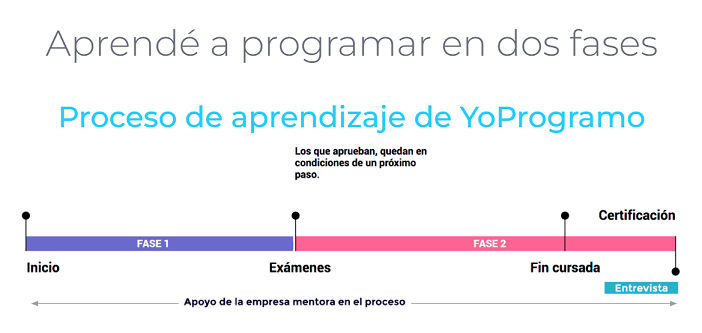 Aprendé a programar en dos fases
Proceso de aprendizaje de YoProgramo
Los que aprueban, quedan en
condiciones de un próximo
paso.
Certificación
FASE 1
FASE 2
Inicio
Exámenes
Fin cursada
Entrevista
Apoyo de la empresa mentora en el proceso